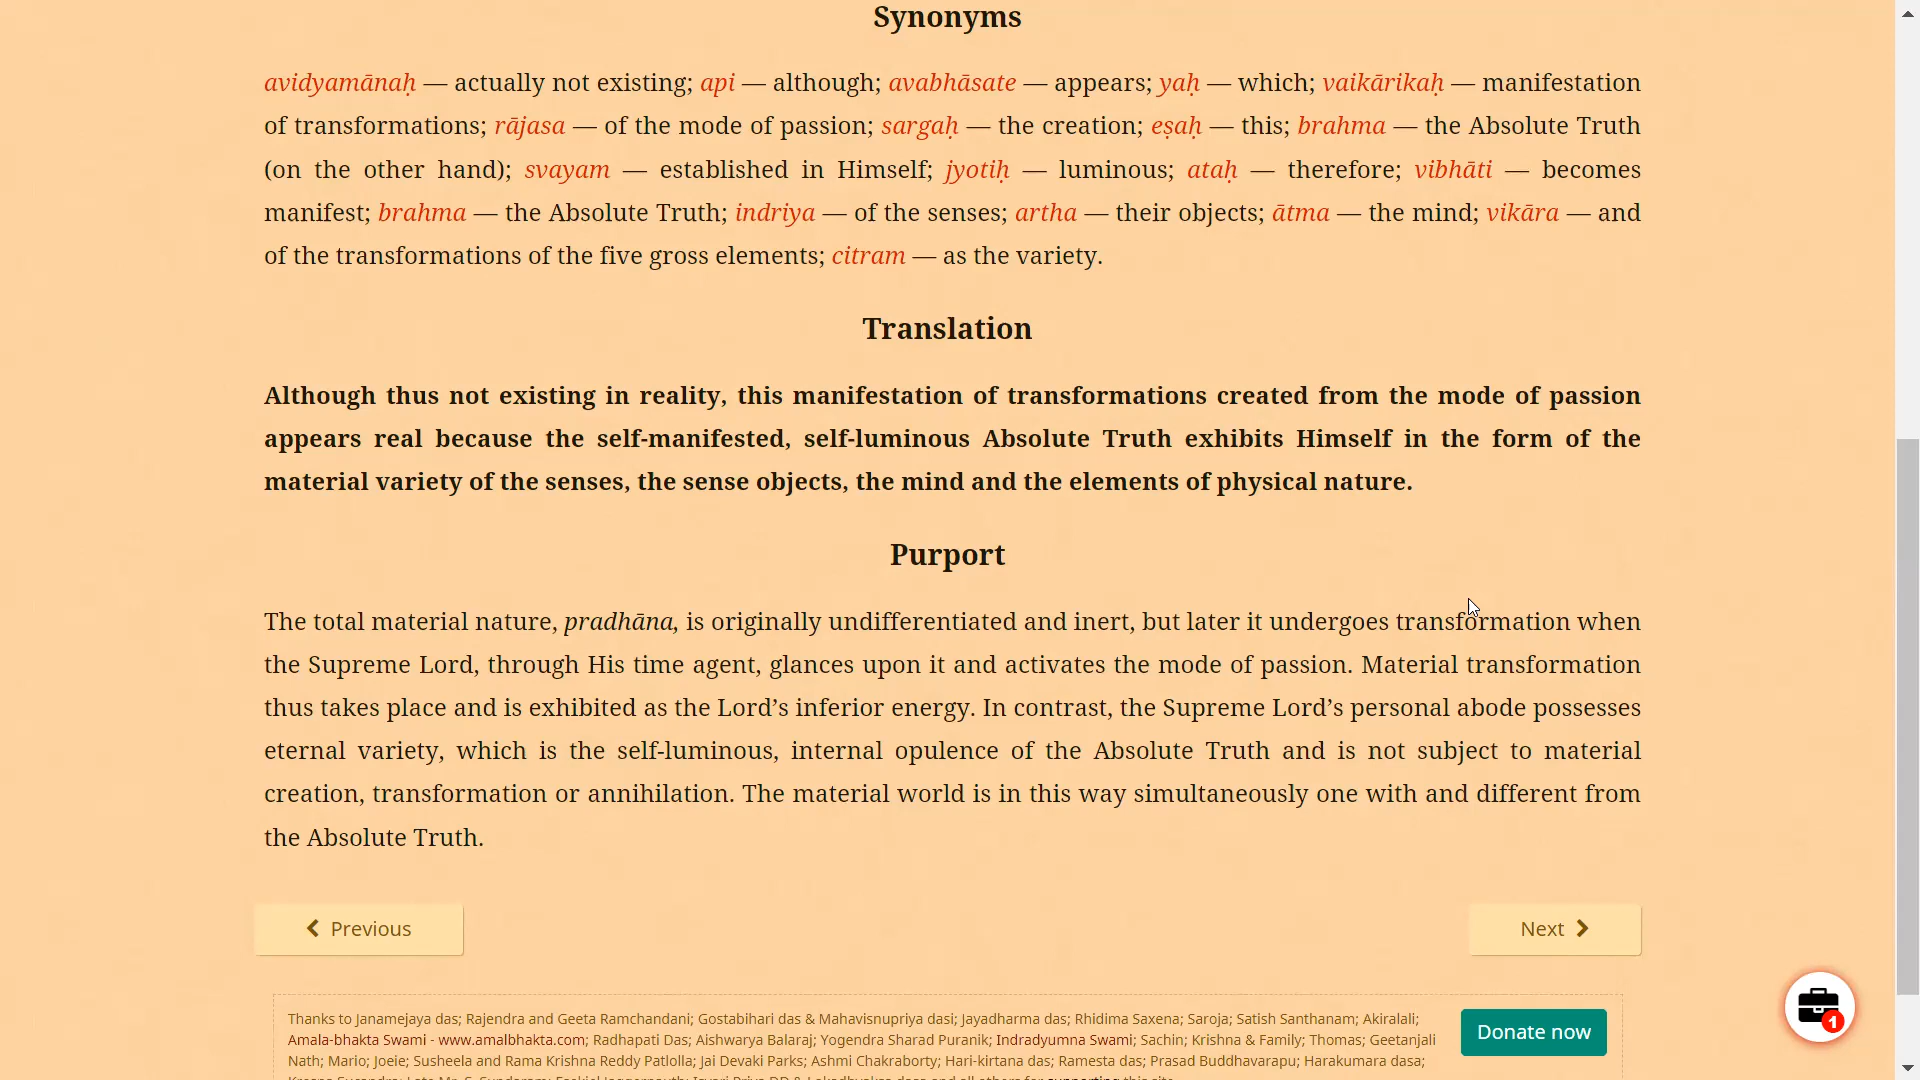 Synonyms
avidyamānaḥ — actually not existing; api — although; avabhāsate — appears; yaḥ — which; vaikārikaḥ — manifestation
of transformations; rājasa — of the mode of passion; sargaḥ — the creation; eṣaḥ — this; brahma — the Absolute Truth
(on the other hand); svayam — established in Himself; jyotiḥ — luminous; ataḥ — therefore; vibhāti — becomes
manifest; brahma — the Absolute Truth; indriya — of the senses; artha — their objects; ātma — the mind; vikāra — and
of the transformations of the five gross elements; citram — as the variety.
Translation
Although thus not existing in reality, this manifestation of transformations created from the mode of passion
appears real because the self-manifested, self-luminous Absolute Truth exhibits Himself in the form of the
material variety of the senses, the sense objects, the mind and the elements of physical nature.
Purport
The total material nature, pradhāna, is originally undifferentiated and inert, but later it undergoes transformation when
the Supreme Lord, through His time agent, glances upon it and activates the mode of passion. Material transformation
thus takes place and is exhibited as the Lord’s inferior energy. In contrast, the Supreme Lord’s personal abode possesses
eternal variety, which is the self-luminous, internal opulence of the Absolute Truth and is not subject to material
creation, transformation or annihilation. The material world is in this way simultaneously one with and different from
the Absolute Truth.
Previous
Next
Thanks to Janamejaya das; Rajendra and Geeta Ramchandani; Gostabihari das & Mahavisnupriya dasi; Jayadharma das; Rhidima Saxena; Saroja; Satish Santhanam; Akiralali;
Amala-bhakta Swami - www.amalbhakta.com; Radhapati Das; Aishwarya Balaraj; Yogendra Sharad Puranik; Indradyumna Swami; Sachin; Krishna & Family; Thomas; Geetanjali
Nath; Mario; Joeie; Susheela and Rama Krishna Reddy Patlolla; Jai Devaki Parks; Ashmi Chakraborty; Hari-kirtana das; Ramesta das; Prasad Buddhavarapu; Harakumara dasa;
Donate now
1